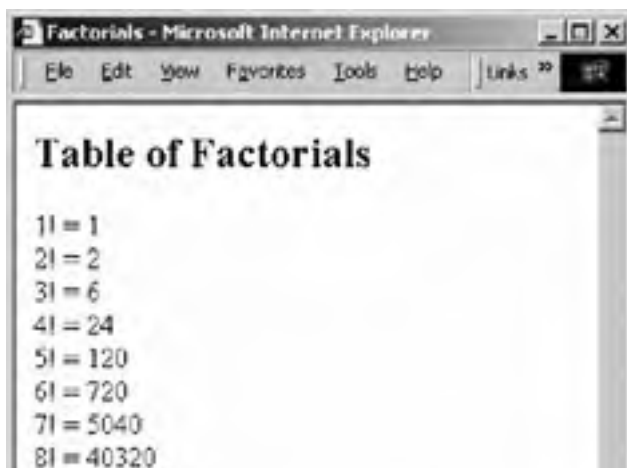 Factorials - Microsoft Internet Explorer
File Edit View Favorites Tools Help Links »
Table of Factorials
1! = 1
2! = 2
3! = 6
4! = 24
5! = 120
6! = 720
7! = 5040
8! = 40320